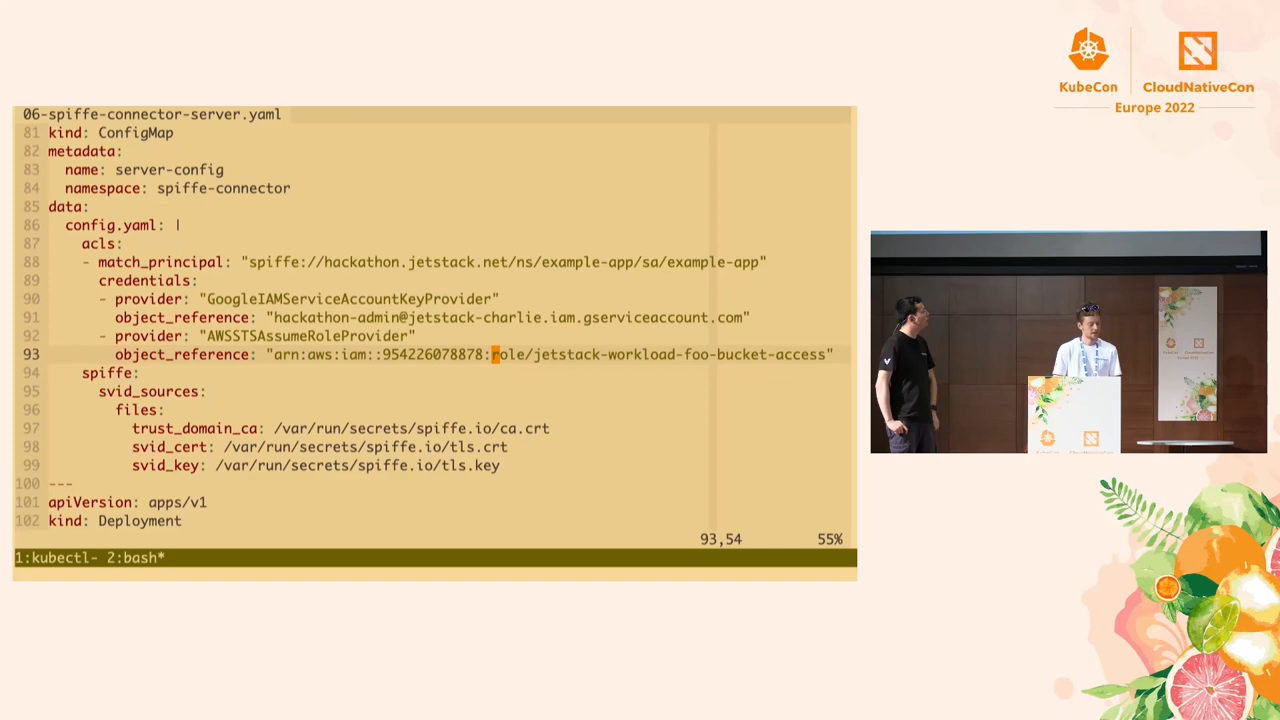 KubeCon
CloudNativeCon
Europe 2022
06-spiffe-connector-server.yaml
81 kind: ConfigMap
82 metadata:
83   name: server-config
84   namespace: spiffe-connector
85 data:
86   config.yaml: |
87     acls:
88     - match_principal: "spiffe://hackathon.jetstack.net/ns/example-app/sa/example-app"
89       credentials:
90       - provider: "GoogleIAMServiceAccountKeyProvider"
91         object_reference: "hackathon-admin@jetstack-charlie.iam.gserviceaccount.com"
92       - provider: "AWSSTSAssumeRoleProvider"
93         object_reference: "arn:aws:iam::954226078878:role/jetstack-workload-foo-bucket-access"
94     spiffe:
95       svid_sources:
96         files:
97           trust_domain_ca: /var/run/secrets/spiffe.io/ca.crt
98           svid_cert: /var/run/secrets/spiffe.io/tls.crt
99           svid_key: /var/run/secrets/spiffe.io/tls.key
100 ---
101 apiVersion: apps/v1
102 kind: Deployment
93,54 55%
1:kubectl- 2:bash*